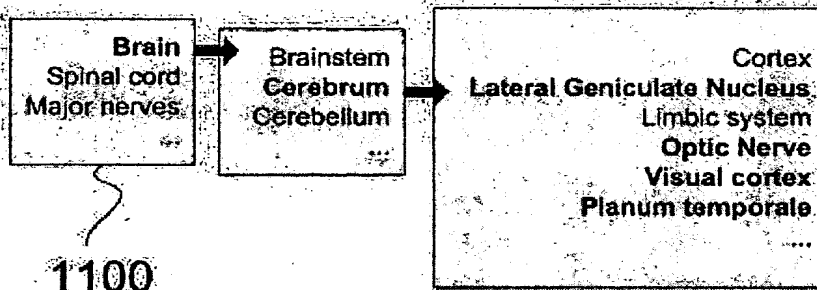 Brain
Spinal cord
Major nerves
...
Brainstem
Cerebrum
Cerebellum
...
Cortex
Lateral Geniculate Nucleus
Limbic system
Optic Nerve
Visual cortex
Planum temporale
...
1100